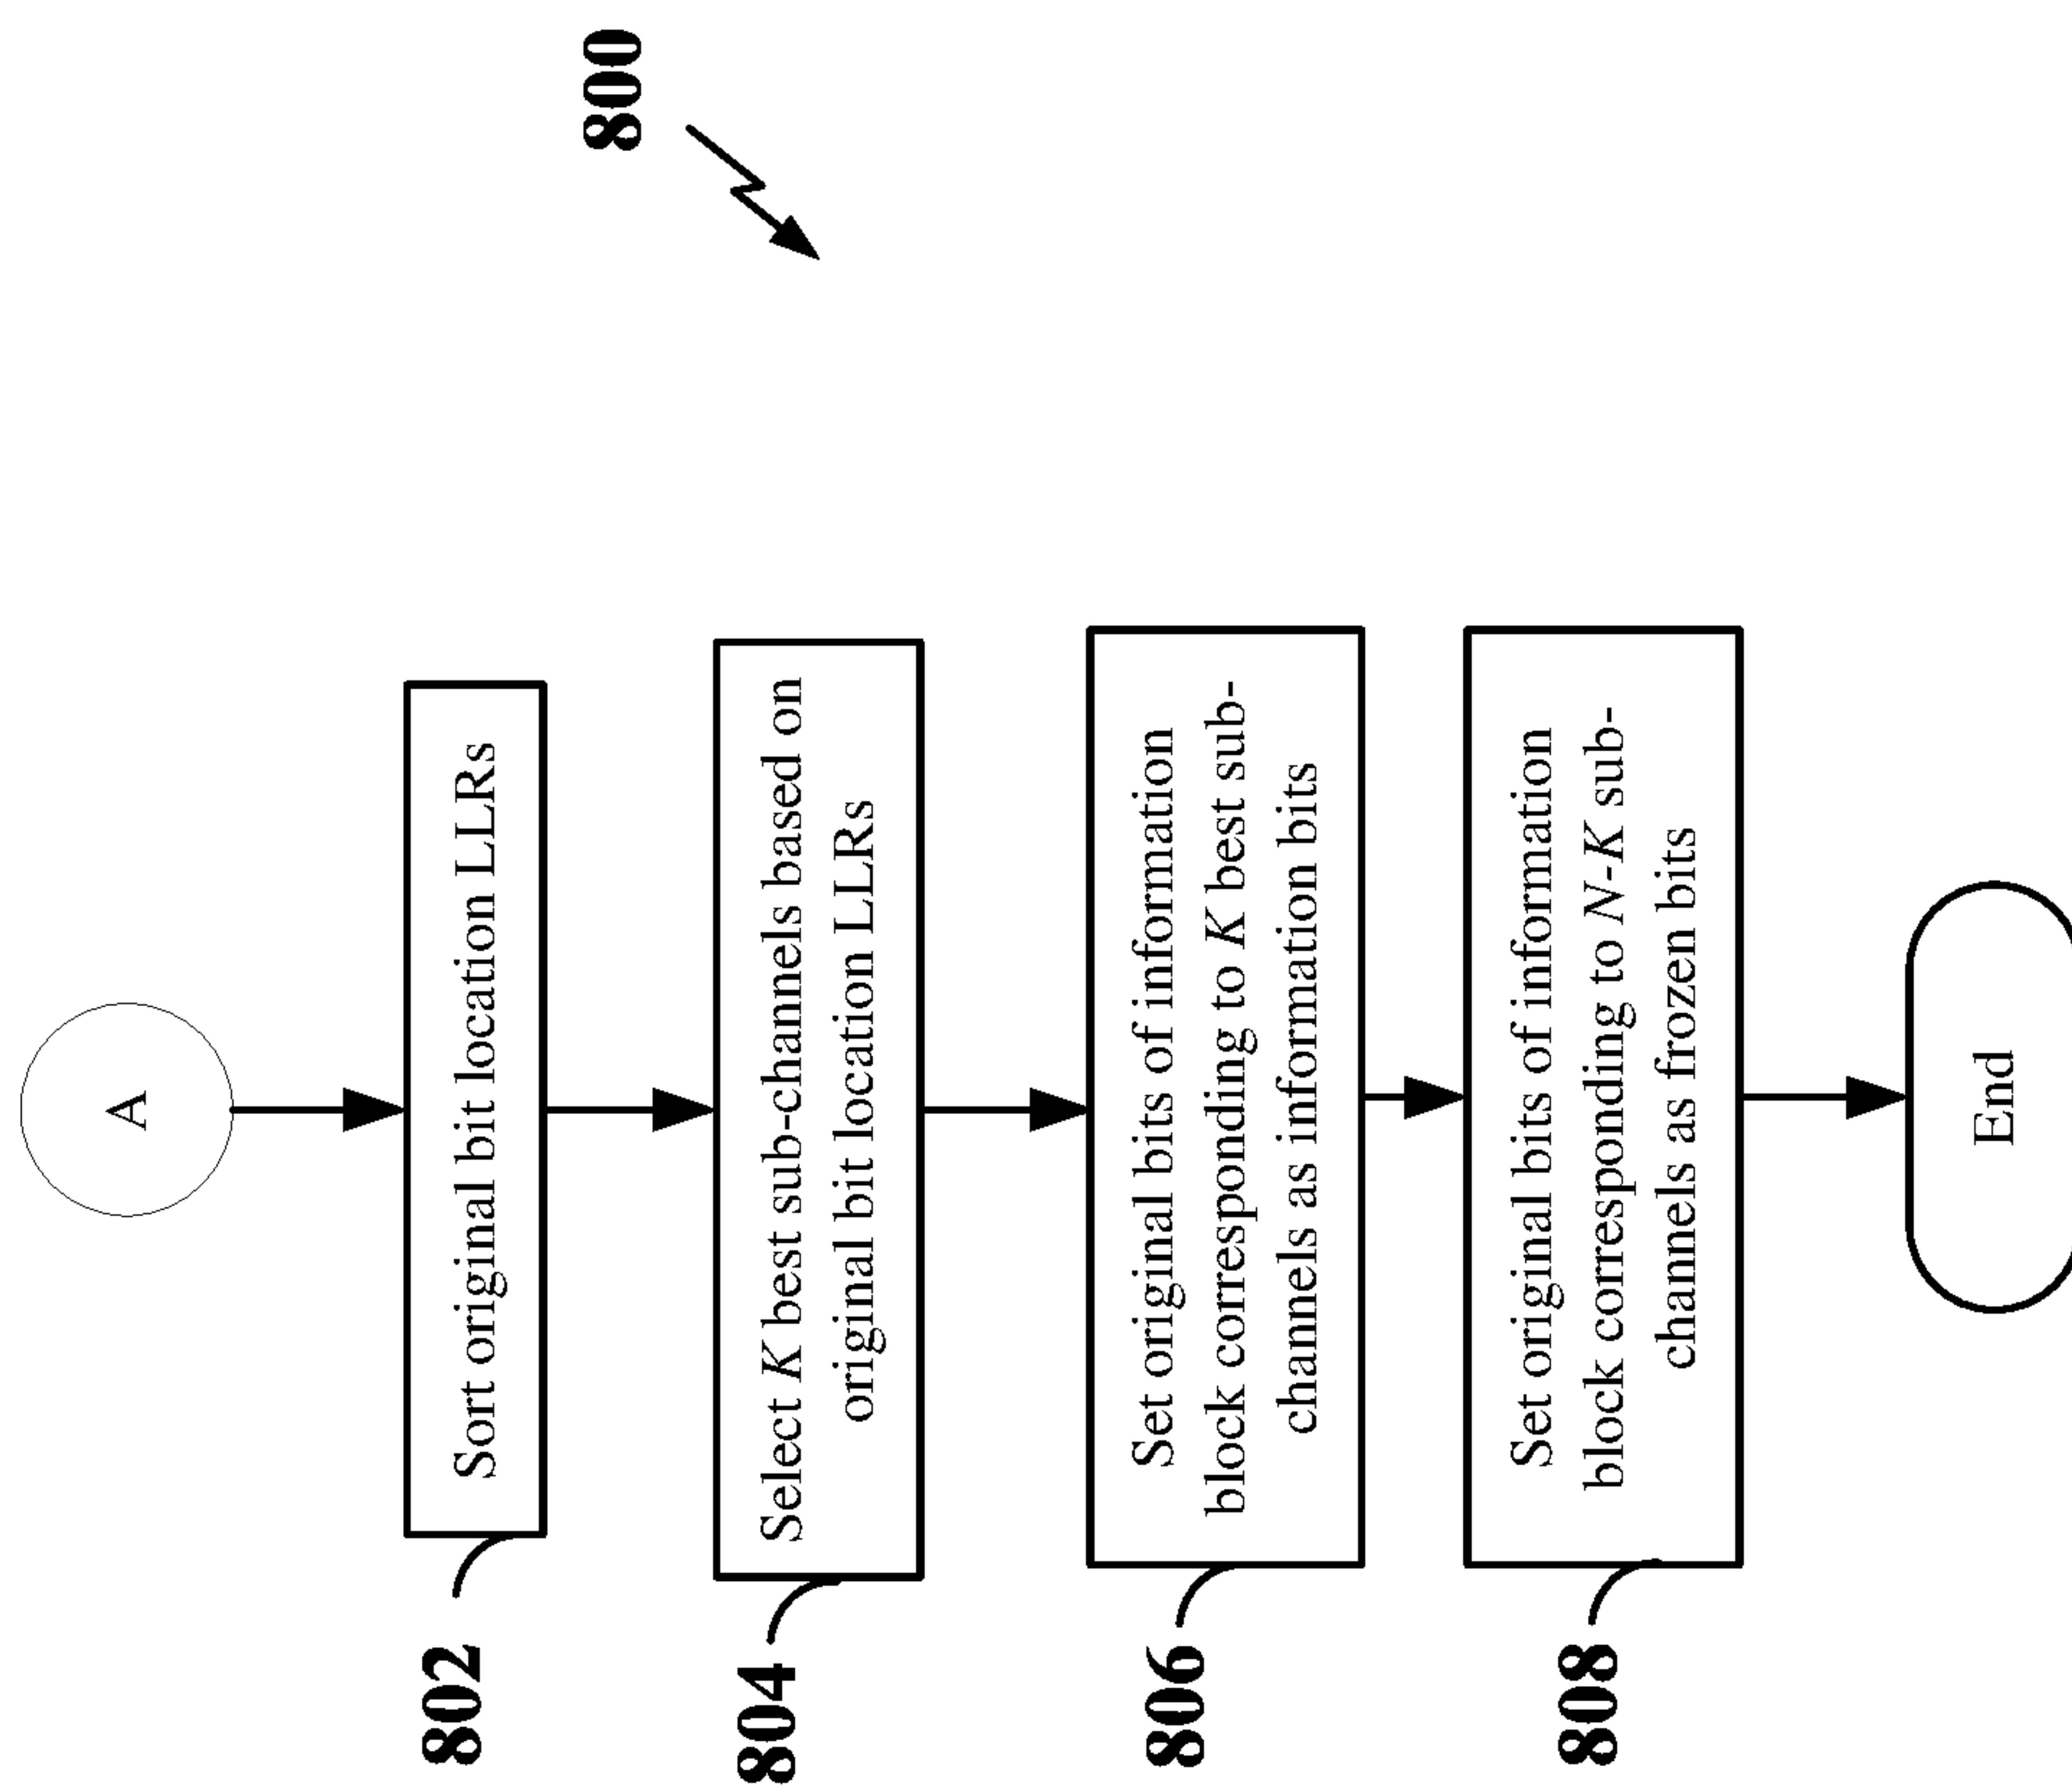 800
A
802
Sort original bit location LLRs
804
Select K best sub-channels based on
original bit location LLRs
806
Set original bits of information
block corresponding to K best sub-
channels as information bits
808
Set original bits of information
block corresponding to N-K sub-
channels as frozen bits
End